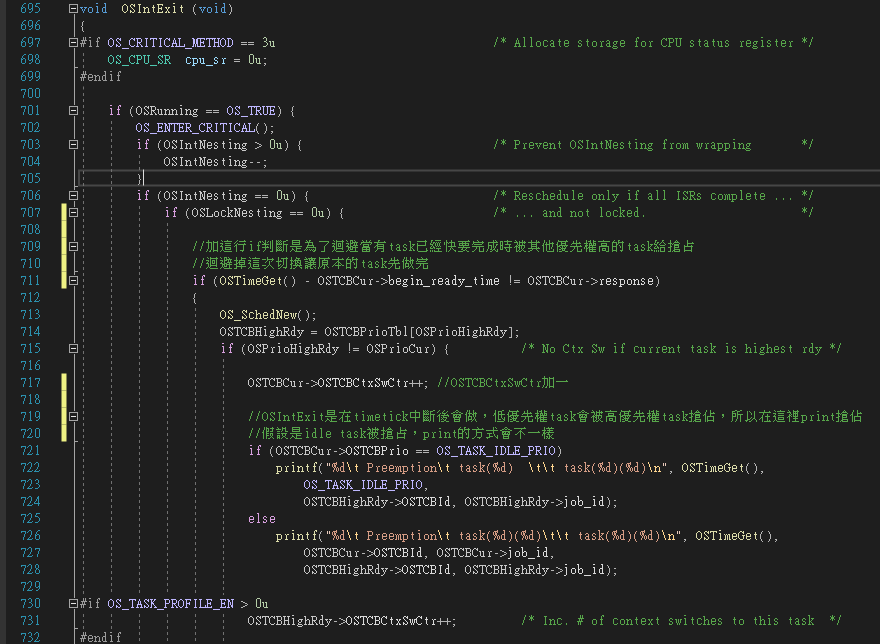 695 void OSIntExit (void)
696 {
697 #if OS_CRITICAL_METHOD == 3u /* Allocate storage for CPU status register */
698 OS_CPU_SR cpu_sr = 0u;
699 #endif
700
701 if (OSRunning == OS_TRUE) {
702 OS_ENTER_CRITICAL();
703 if (OSIntNesting > 0u) { /* Prevent OSIntNesting from wrapping */
704 OSIntNesting--;
705 }
706 if (OSIntNesting == 0u) { /* Reschedule only if all ISRs complete ... */
707 if (OSLockNesting == 0u) { /* ... and not locked. */
708
709 //加這行if判斷是為了迴避當有task已經快要完成時被其他優先權高的task給搶占
710 //迴避掉這次切換讓原本的task先做完
711 if (OSTimeGet() - OSTCBCur->begin_ready_time != OSTCBCur->response)
712 {
713 OS_SchedNew();
714 OSTCBHighRdy = OSTCBPrioTbl[OSPrioHighRdy];
715 if (OSPrioHighRdy != OSPrioCur) { /* No Ctx Sw if current task is highest rdy */
716
717 OSTCBCur->OSTCBCtxSwCtr++; //OSTCBCtxSwCtr加一
718
719 //OSIntExit是在timetick中斷後會做，低優先權task會被高優先權task搶佔，所以在這裡print搶佔
720 //假設是idle task被搶占，print的方式會不一樣
721 if (OSTCBCur->OSTCBPrio == OS_TASK_IDLE_PRIO)
722 printf("%d\t Preemption\t task(%d) \t\t task(%d)(%d)\n", OSTimeGet(),
723 OS_TASK_IDLE_PRIO,
724 OSTCBHighRdy->OSTCBId, OSTCBHighRdy->job_id);
725 else
726 printf("%d\t Preemption\t task(%d)(%d)\t\t task(%d)(%d)\n", OSTimeGet(),
727 OSTCBCur->OSTCBId, OSTCBCur->job_id,
728 OSTCBHighRdy->OSTCBId, OSTCBHighRdy->job_id);
729
730 #if OS_TASK_PROFILE_EN > 0u
731 OSTCBHighRdy->OSTCBCtxSwCtr++; /* Inc. # of context switches to this task */
732 #endif